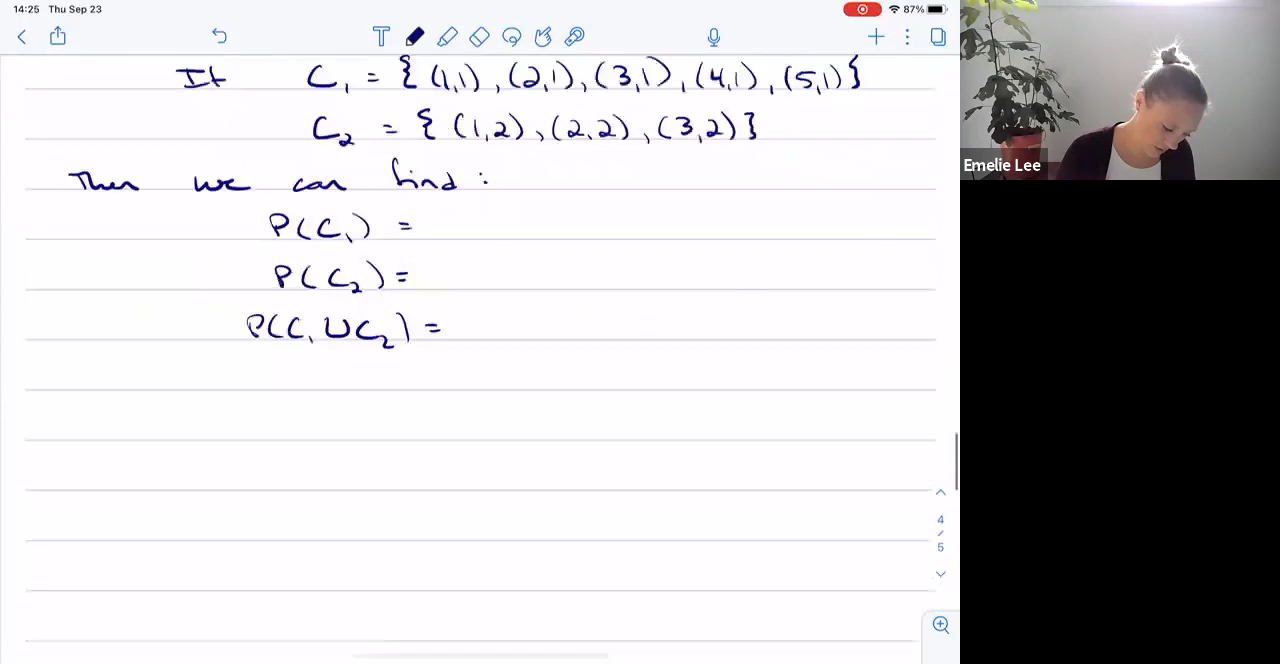 14:25 Thu Sep 23
87%
If C₁ = { (1,1) , (2,1) , (3,1) , (4,1) , (5,1) }
C₂ = { (1,2) , (2,2) , (3,2) }
Then we can find :
P(C₁) =
P(C₂) =
P(C₁ ∪ C₂) =
Emelie Lee
4
/
5